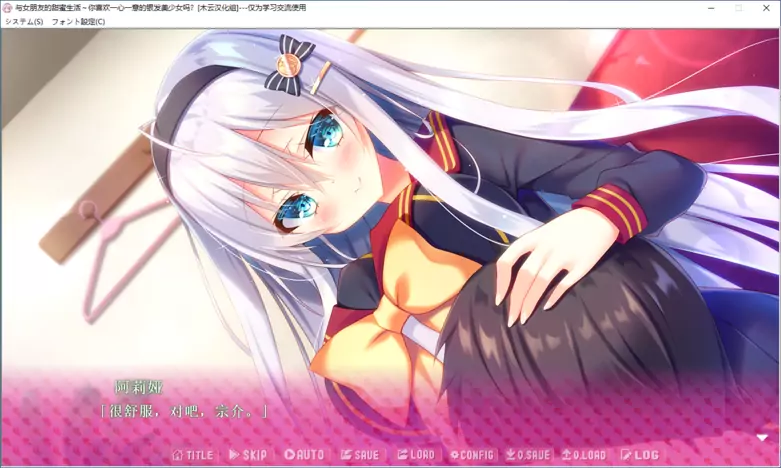 与女朋友的甜蜜生活～你喜欢一心一意的银发美少女吗？[木云汉化组]---仅为学习交流使用
システム(S) フォント設定(C)
阿莉娅
「很舒服，对吧，宗介。」
TITLE SKIP AUTO SAVE LOAD CONFIG Q.SAVE Q.LOAD LOG